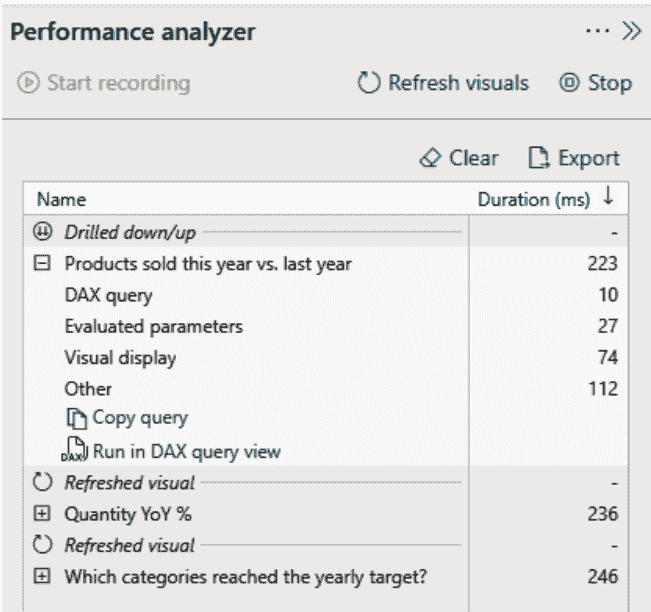 Performance analyzer
Start recording Refresh visuals Stop
Clear Export
Name Duration (ms)
Drilled down/up -
Products sold this year vs. last year 223
DAX query 10
Evaluated parameters 27
Visual display 74
Other 112
Copy query
DAX Run in DAX query view
Refreshed visual -
Quantity YoY % 236
Refreshed visual -
Which categories reached the yearly target? 246